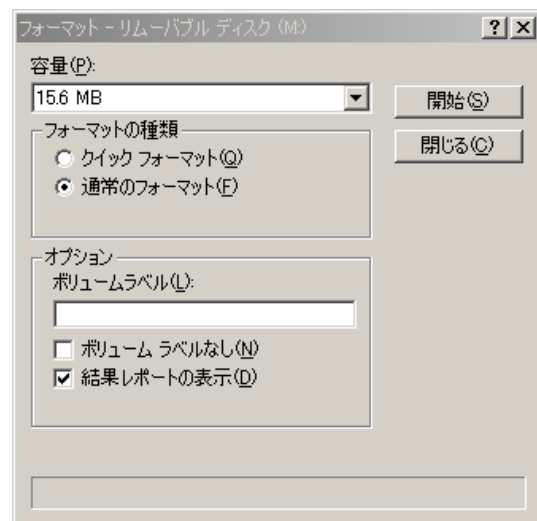 フォーマット - リムーバブル ディスク (M:)
容量(P):
15.6 MB
開始(S)
フォーマットの種類
閉じる(C)
クイック フォーマット(Q)
通常のフォーマット(F)
オプション
ボリュームラベル(L):
ボリューム ラベルなし(N)
結果レポートの表示(D)